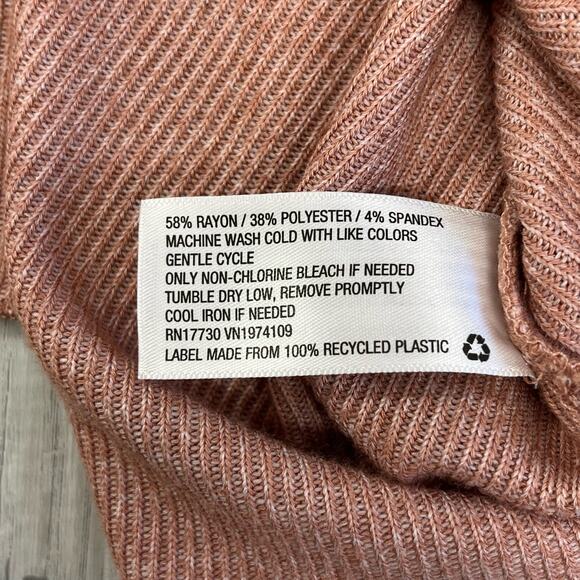 58% RAYON / 38% POLYESTER / 4% SPANDEX
MACHINE WASH COLD WITH LIKE COLORS
GENTLE CYCLE
ONLY NON-CHLORINE BLEACH IF NEEDED
TUMBLE DRY LOW, REMOVE PROMPTLY
COOL IRON IF NEEDED
RN17730 VN1974109
LABEL MADE FROM 100% RECYCLED PLASTIC